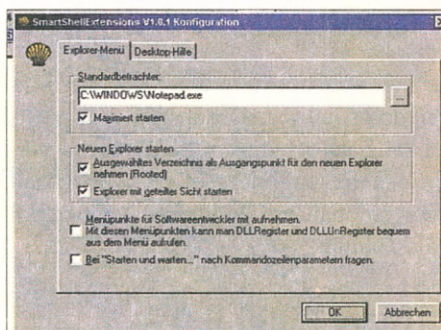 SmartShellExtensions V1.0.1 Konfiguration
Explorer-Menü
Desktop-Hilfe
Standardbetrachter:
C:\WINDOWS\Notepad.exe
...
Maximiert starten
Neuen Explorer starten
Ausgewähltes Verzeichnis als Ausgangspunkt für den neuen Explorer
nehmen (Rooted)
Explorer mit geteilter Sicht starten
Menüpunkte für Softwareentwickler mit aufnehmen.
Mit diesen Menüpunkten kann man DLLRegister und DLLUnRegister bequem
aus dem Menü aufrufen.
Bei "Starten und warten..." nach Kommandozeilenparametern fragen.
OK
Abbrechen